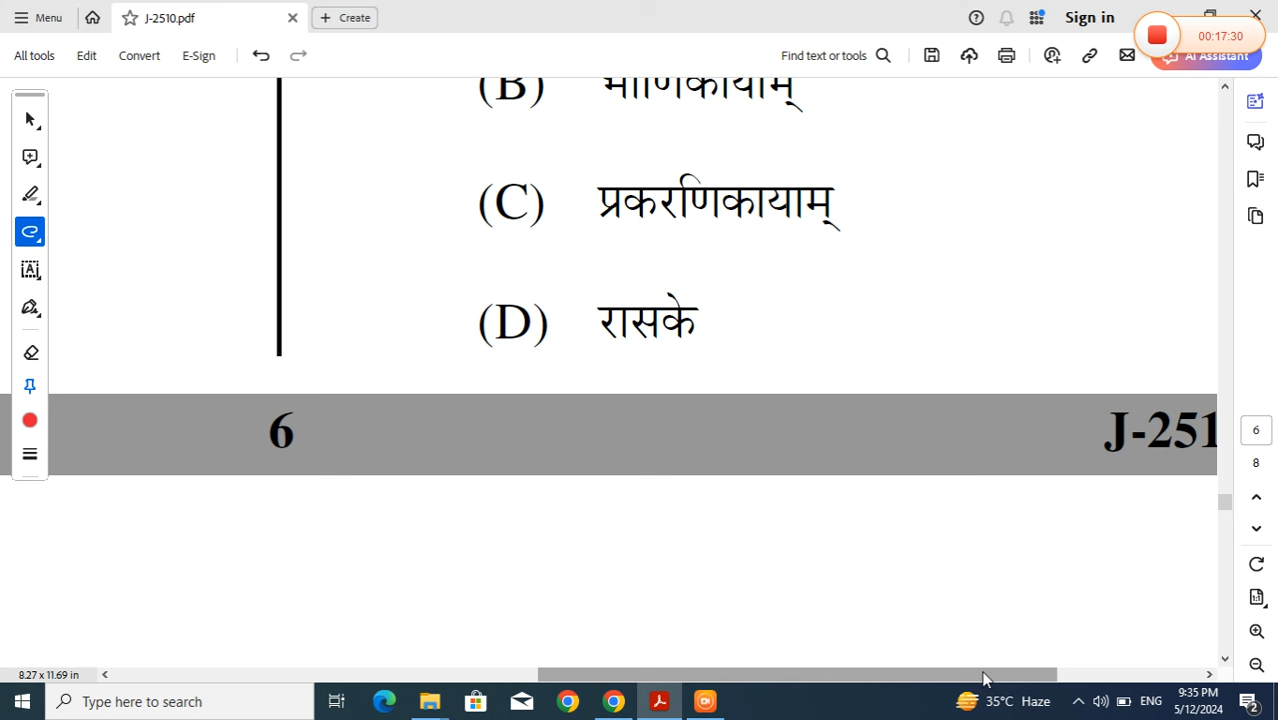 Menu
J-2510.pdf
Create
Sign in
00:17:30
All tools
Edit
Convert
E-Sign
Find text or tools
AI Assistant
(B) भाणिकायाम्
(C) प्रकरणिकायाम्
(D) रासके
6
J-251
6
8
8.27 x 11.69 in
Type here to search
35°C Haze
ENG
9:35 PM
5/12/2024
2